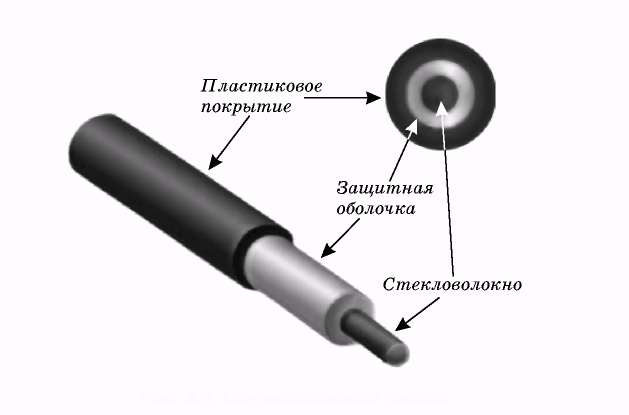 Пластиковое
покрытие
Защитная
оболочка
Стекловолокно